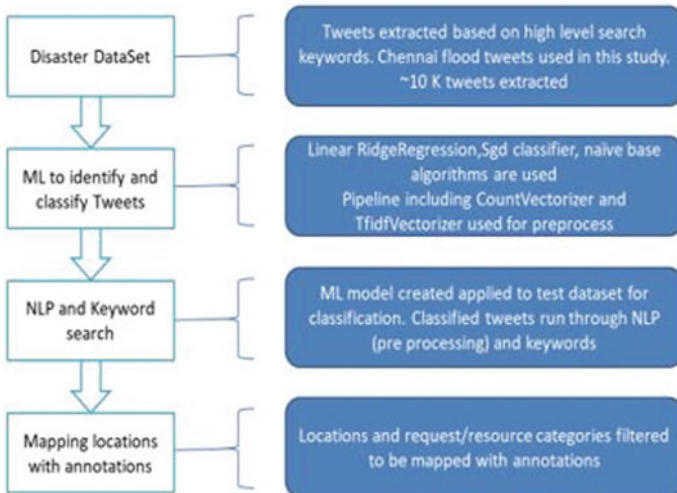 Disaster DataSet
Tweets extracted based on high level search
keywords. Chennai flood tweets used in this study.
~10 K tweets extracted
ML to identify and
classify Tweets
Linear RidgeRegression,Sgd classifier, naïve base
algorithms are used
Pipeline including CountVectorizer and
TfidfVectorizer used for preprocess
NLP and Keyword
search
ML model created applied to test dataset for
classification. Classified tweets run through NLP
(pre processing) and keywords
Mapping locations
with annotations
Locations and request/resource categories filtered
to be mapped with annotations